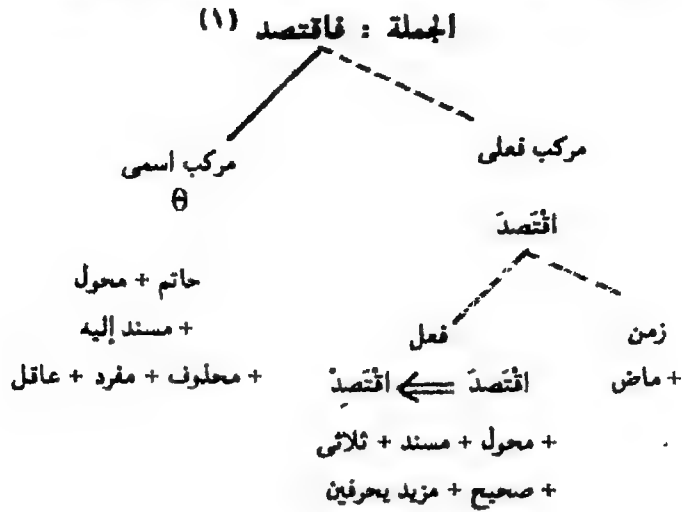 الجملة : فاقتصد (١)
مركب فعلى
مركب اسمى
θ
اقْتَصدَ
حاتم + محول
+ مسند إليه
+ محذوف + مفرد + عاقل
زمن
+ ماض
فعل
اقْتَصدَ ⇐ اقْتَصِدْ
+ محول + مسند + ثلاثى
+ صحيح + مزيد بحرفين